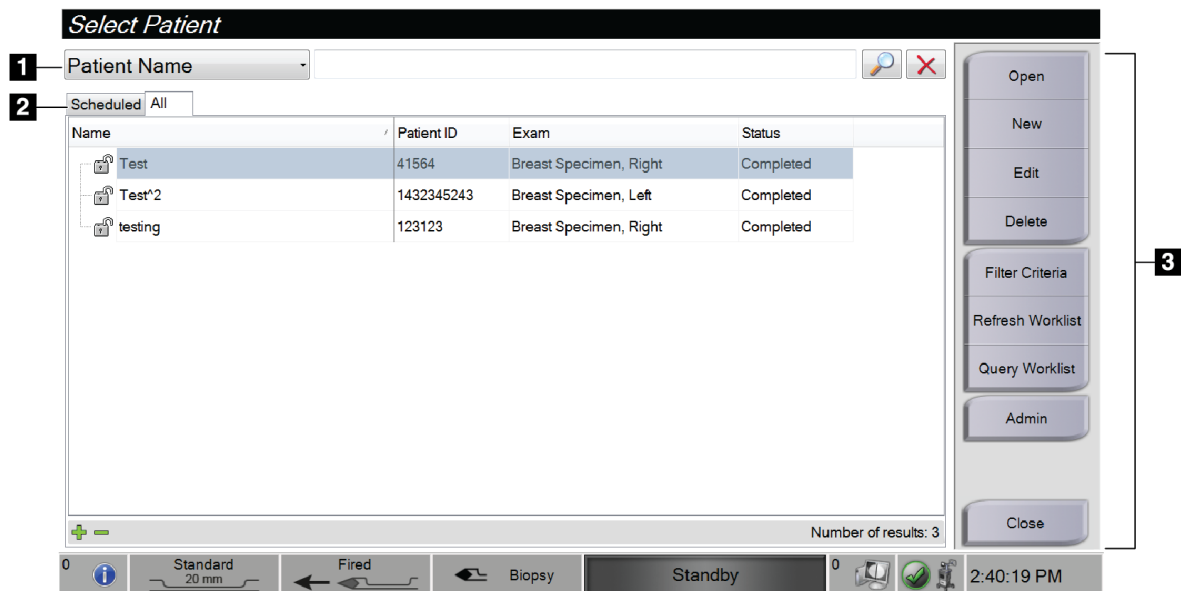 Select Patient
1 Patient Name
2 Scheduled All
Name Patient ID Exam Status
Test 41564 Breast Specimen, Right Completed
Test^2 1432345243 Breast Specimen, Left Completed
testing 123123 Breast Specimen, Right Completed
Number of results: 3
Open
New
Edit
Delete
Filter Criteria
Refresh Worklist
Query Worklist
Admin
Close
3
0 Standard 20 mm Fired Biopsy Standby 0 2:40:19 PM